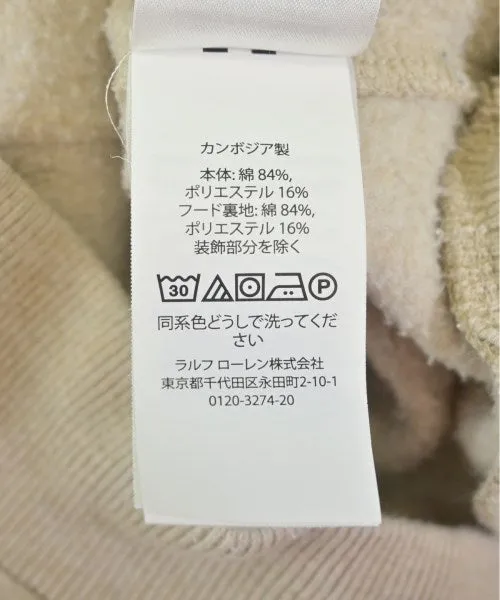 カンボジア製
本体: 綿 84%,
ポリエステル 16%
フード裏地: 綿 84%,
ポリエステル 16%
装飾部分を除く
30 P
同系色どうしで洗ってくだ
さい
ラルフ ローレン株式会社
東京都千代田区永田町2-10-1
0120-3274-20